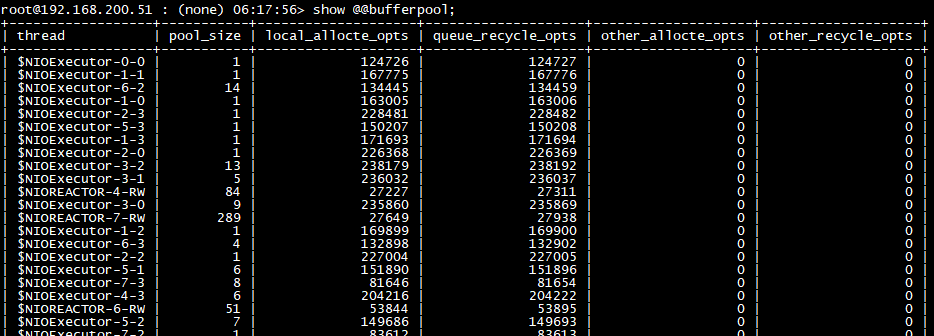 root@192.168.200.51 : (none) 06:17:56> show @@bufferpool;
| thread | pool_size | local_allocte_opts | queue_recycle_opts | other_allocte_opts | other_recycle_opts |
| $NIOExecutor-0-0 | 1 | 124726 | 124727 | 0 | 0 |
| $NIOExecutor-1-1 | 1 | 167775 | 167776 | 0 | 0 |
| $NIOExecutor-6-2 | 14 | 134445 | 134459 | 0 | 0 |
| $NIOExecutor-1-0 | 1 | 163005 | 163006 | 0 | 0 |
| $NIOExecutor-2-3 | 1 | 228481 | 228482 | 0 | 0 |
| $NIOExecutor-5-3 | 1 | 150207 | 150208 | 0 | 0 |
| $NIOExecutor-1-3 | 1 | 171693 | 171694 | 0 | 0 |
| $NIOExecutor-2-0 | 1 | 226368 | 226369 | 0 | 0 |
| $NIOExecutor-3-2 | 13 | 238179 | 238192 | 0 | 0 |
| $NIOExecutor-3-1 | 5 | 236032 | 236037 | 0 | 0 |
| $NIOREACTOR-4-RW | 84 | 27227 | 27311 | 0 | 0 |
| $NIOExecutor-3-0 | 9 | 235860 | 235869 | 0 | 0 |
| $NIOREACTOR-7-RW | 289 | 27649 | 27938 | 0 | 0 |
| $NIOExecutor-1-2 | 1 | 169899 | 169900 | 0 | 0 |
| $NIOExecutor-6-3 | 4 | 132898 | 132902 | 0 | 0 |
| $NIOExecutor-2-2 | 1 | 227004 | 227005 | 0 | 0 |
| $NIOExecutor-5-1 | 6 | 151890 | 151896 | 0 | 0 |
| $NIOExecutor-7-3 | 8 | 81646 | 81654 | 0 | 0 |
| $NIOExecutor-4-3 | 6 | 204216 | 204222 | 0 | 0 |
| $NIOREACTOR-6-RW | 51 | 53844 | 53895 | 0 | 0 |
| $NIOExecutor-5-2 | 7 | 149686 | 149693 | 0 | 0 |
| $NIOExecutor-7-2 | 1 | 83612 | 83613 | 0 | 0 |